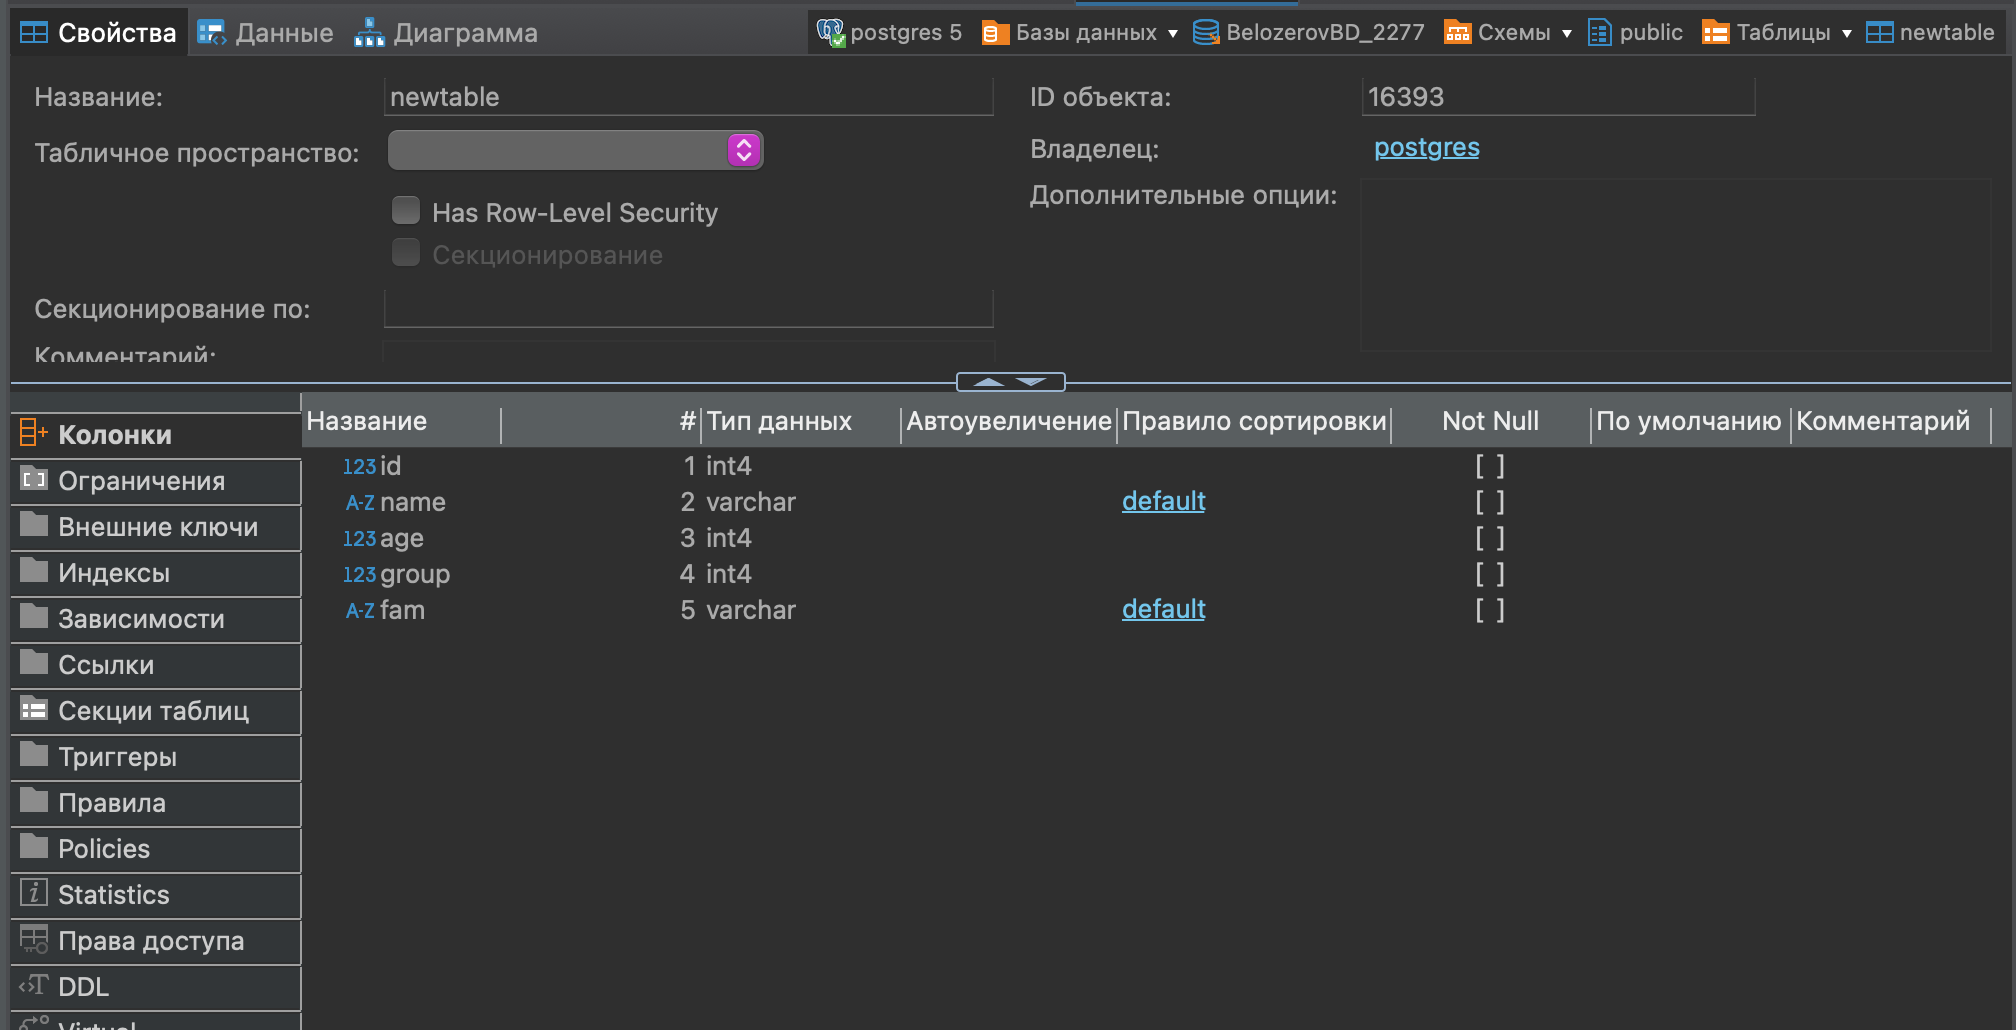 Свойства Данные Диаграмма postgres 5 Базы данных BelozerovBD_2277 Схемы public Таблицы newtable
Название: newtable ID объекта: 16393
Табличное пространство: Владелец: postgres
Дополнительные опции:
Has Row-Level Security
Секционирование
Секционирование по:
Комментарий:
Название # Тип данных Автоувеличение Правило сортировки Not Null По умолчанию Комментарий
123 id 1 int4 [ ]
A-Z name 2 varchar default [ ]
123 age 3 int4 [ ]
123 group 4 int4 [ ]
A-Z fam 5 varchar default [ ]
Колонки
Ограничения
Внешние ключи
Индексы
Зависимости
Ссылки
Секции таблиц
Триггеры
Правила
Policies
Statistics
Права доступа
DDL
Virtual